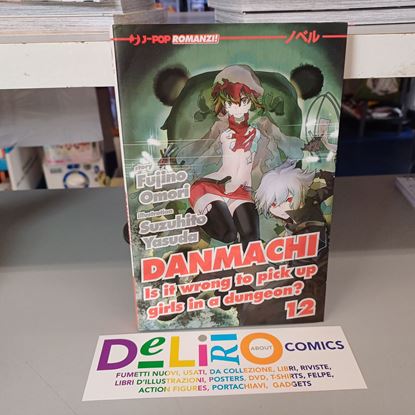 J-POP ROMANZI!
ノベル
Fujino
Omori
Illustration
Suzuhito
Yasuda
DANMACHI
Is it wrong to pick up
girls in a dungeon?
12
DeLiRiO ABOUT COMICS
FUMETTI NUOVI, USATI, DA COLLEZIONE, LIBRI, RIVISTE,
LIBRI D'ILLUSTRAZIONI, POSTERS, DVD, T-SHIRTS, FELPE,
ACTION FIGURES, PORTACHIAVI, GADGETS